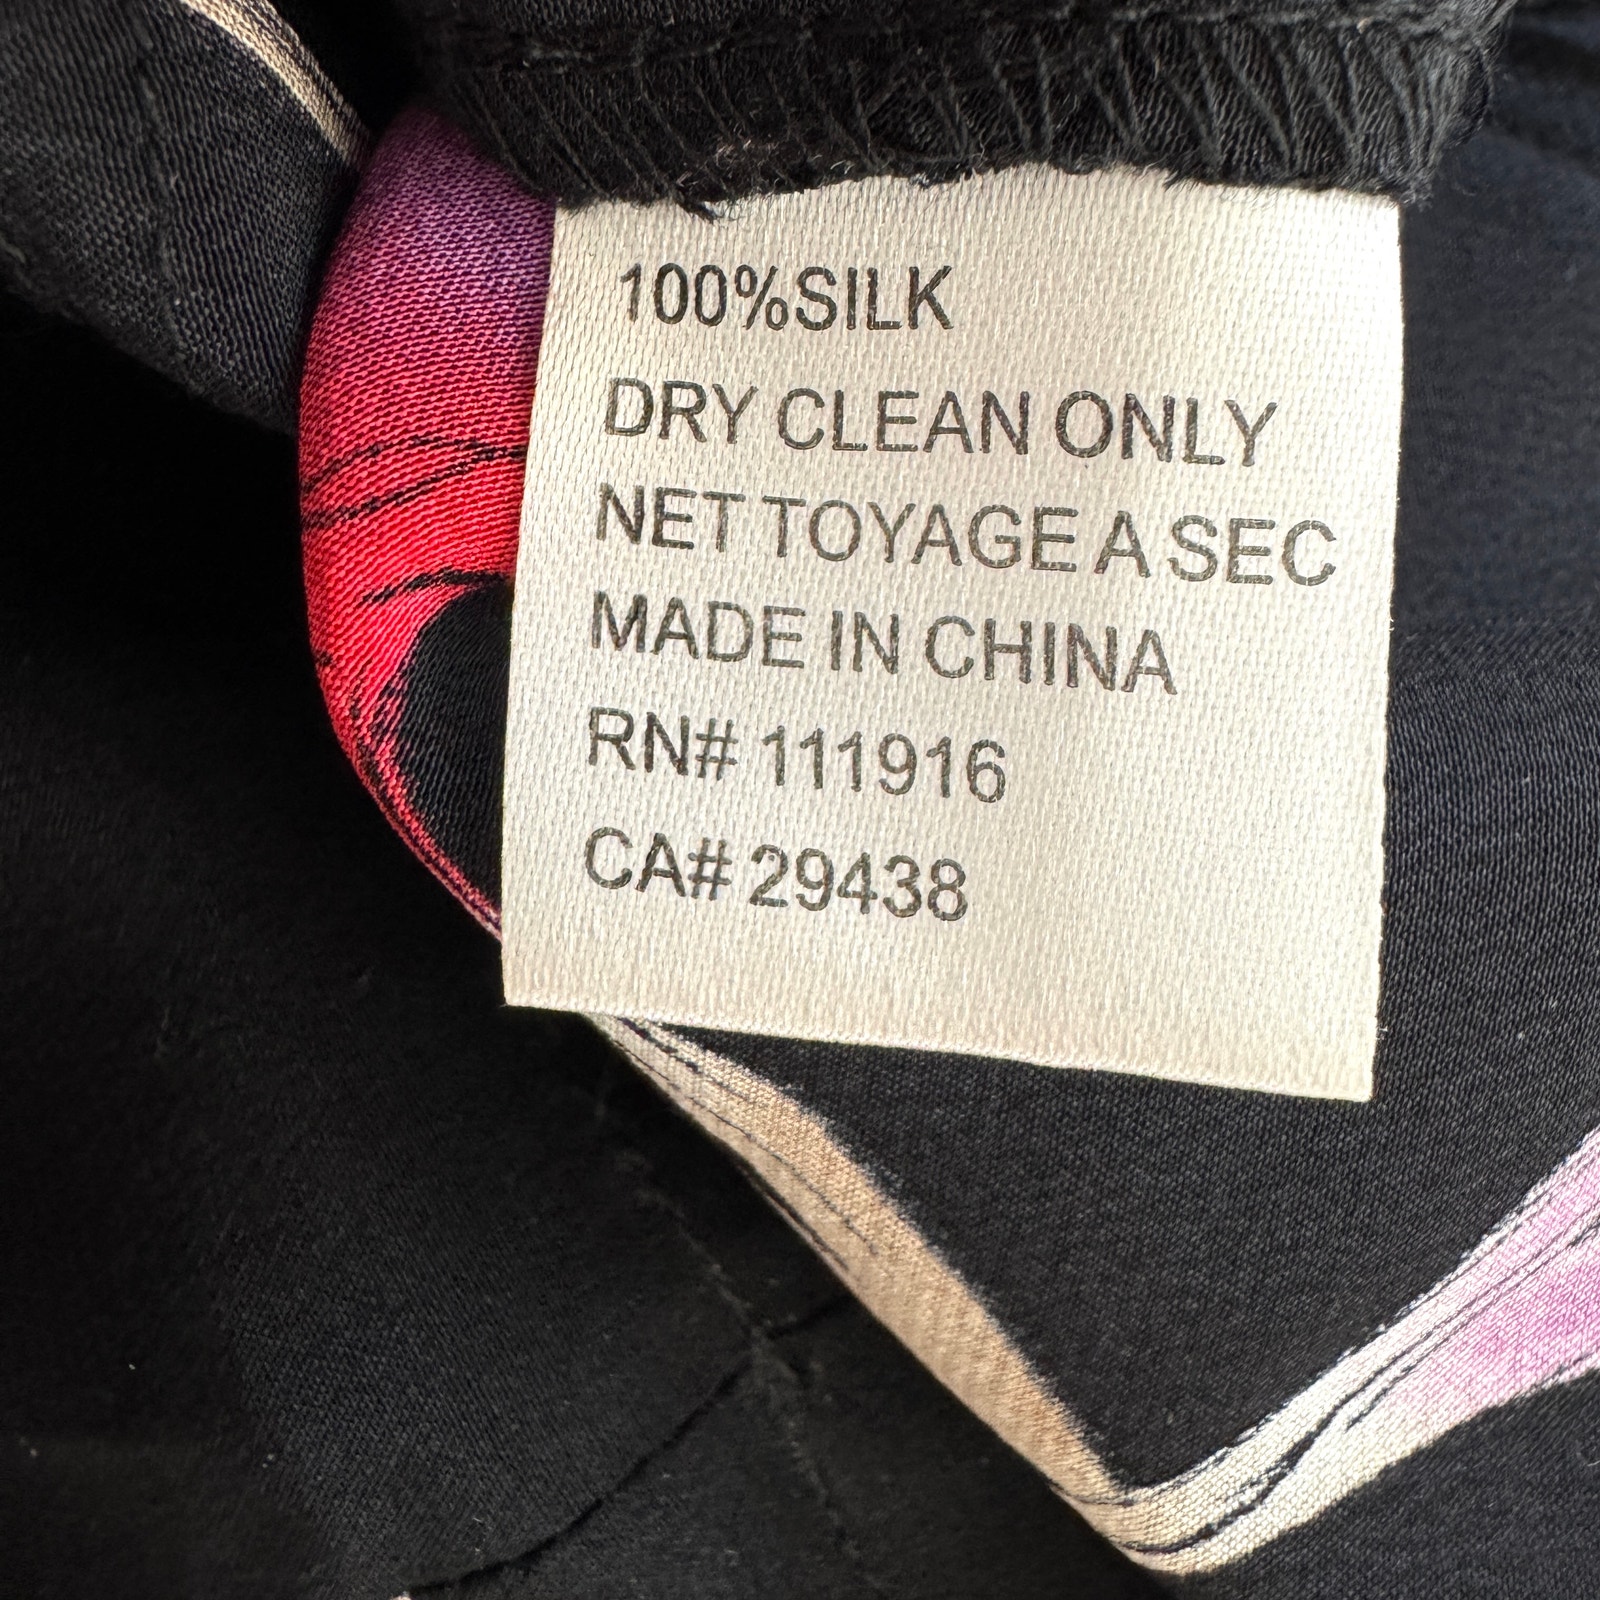 100%SILK
DRY CLEAN ONLY
NET TOYAGE A SEC
MADE IN CHINA
RN# 111916
CA# 29438